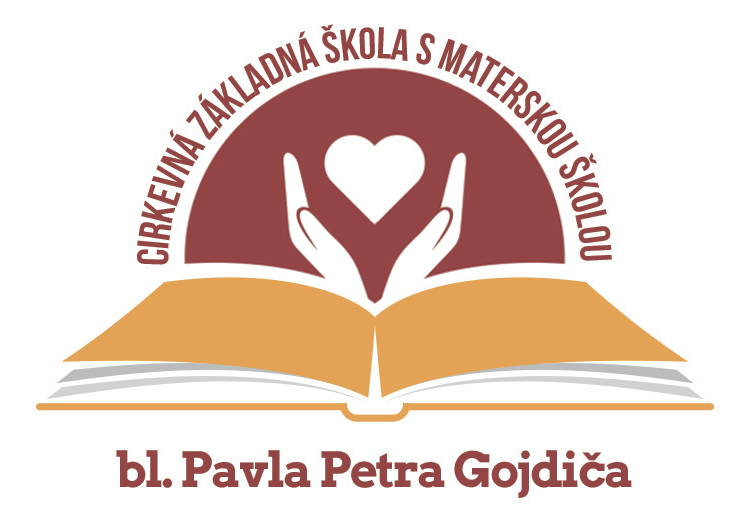 CIRKEVNÁ ZÁKLADNÁ ŠKOLA S MATERSKOU ŠKOLOU
bl. Pavla Petra Gojdiča